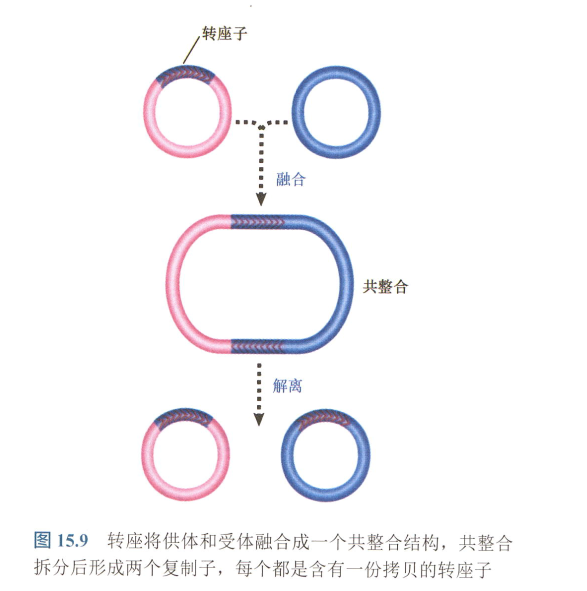 转座子
融合
共整合
解离
图 15.9 转座将供体和受体融合成一个共整合结构，共整合
拆分后形成两个复制子，每个都是含有一份拷贝的转座子